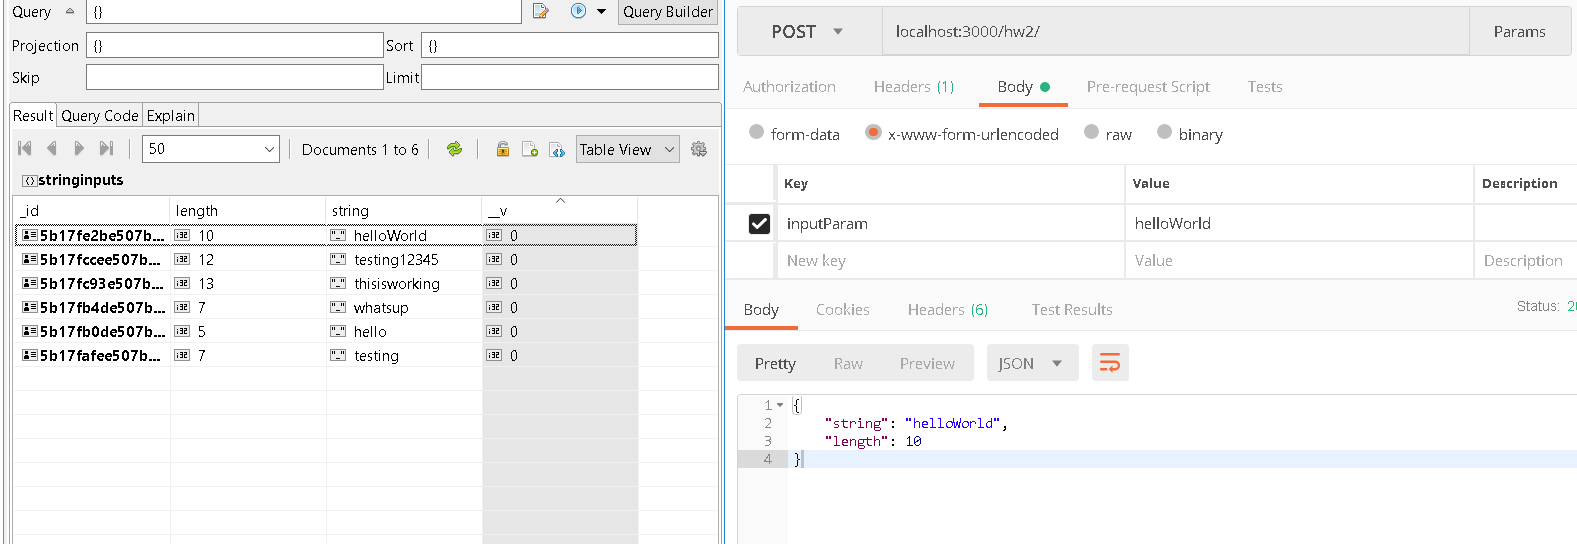 Query {} Query Builder
Projection {} Sort {}
Skip Limit
Result Query Code Explain
50 Documents 1 to 6 Table View
stringinputs
_id length string __v
5b17fe2be507b... 10 helloWorld 0
5b17fccee507b... 12 testing12345 0
5b17fc93e507b... 13 thisisworking 0
5b17fb4de507b... 7 whatsup 0
5b17fb0de507b... 5 hello 0
5b17fafee507b... 7 testing 0
POST localhost:3000/hw2/ Params
Authorization Headers (1) Body Pre-request Script Tests
form-data x-www-form-urlencoded raw binary
Key Value Description
inputParam helloWorld
New key Value Description
Body Cookies Headers (6) Test Results Status:
Pretty Raw Preview JSON
1 {
2 "string": "helloWorld",
3 "length": 10
4 }